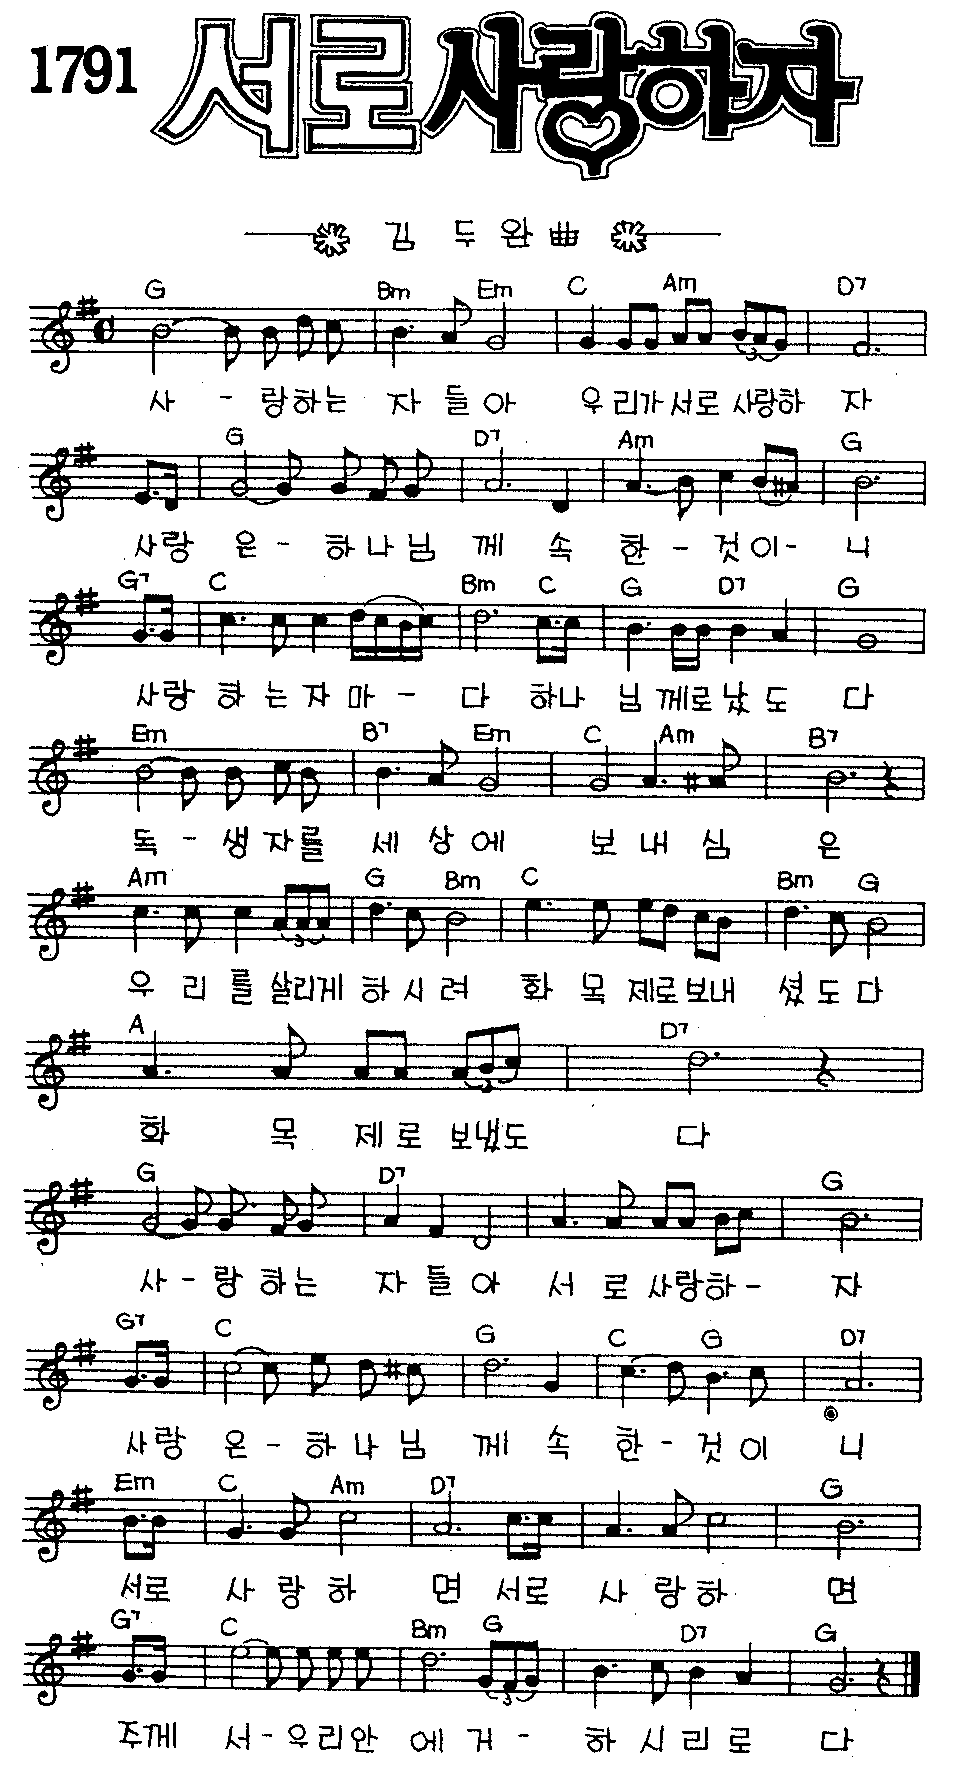 1791 서로사랑하자
김 두 완 曲
G Bm Em C Am D7
사 - 랑하는 자 들 아 우 리가 서로 사랑하 자
G D7 Am G
사랑 은 - 하 나 님 께 속 한 - 것 이 - 니
G7 C Bm C G D7 G
사랑 하 는 자 마 - 다 하나 님 께로 났 도 다
Em B7 Em C Am B7
독 - 생 자를 세 상 에 보 내 심 은
Am G Bm C Bm G
우 리 를 살리게 하 시 려 화 목 제로 보내 셨 도 다
A D7
화 목 제 로 보냈도 다
G D7 G
사 - 랑 하는 자 들 아 서 로 사랑하 - 자
G7 C G C G D7
사랑 은 - 하 나 님 께 속 한 - 것 이 니
Em C Am D7 G
서로 사 랑 하 면 서로 사 랑 하 면
G7 C Bm G D7 G
주께 서 - 우 리 안 에 거 - 하 시 리 로 다